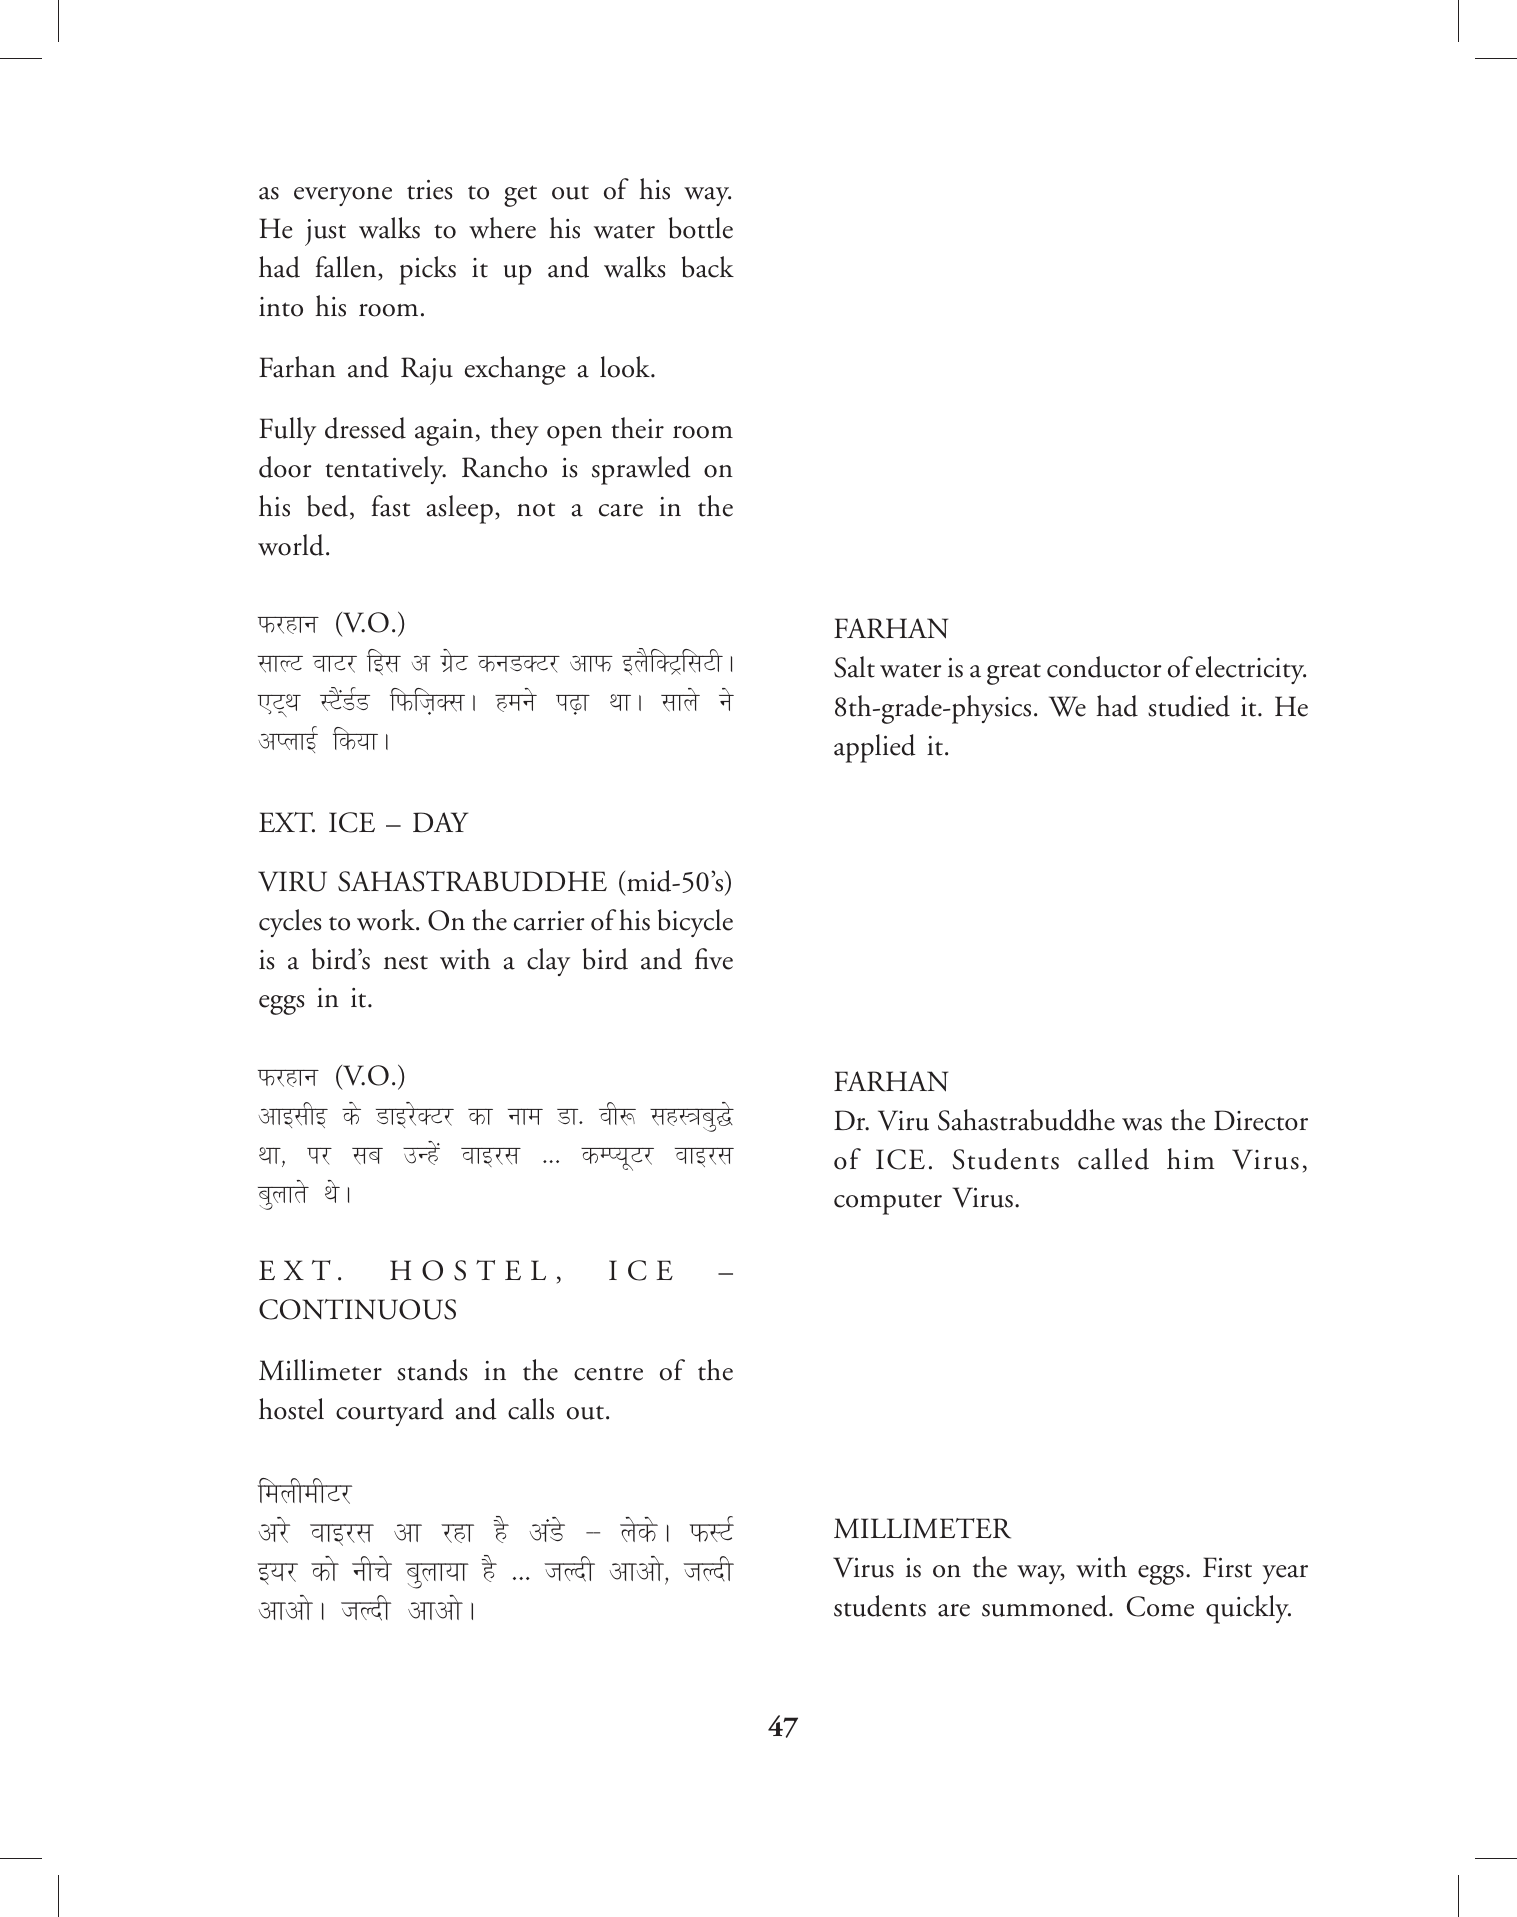 as everyone tries to get out of his way.
He just walks to where his water bottle
had fallen, picks it up and walks back
into his room.
Farhan and Raju exchange a look.
Fully dressed again, they open their room
door tentatively. Rancho is sprawled on
his bed, fast asleep, not a care in the
world.
फरहान (V.O.)
साल्ट वाटर इस अ ग्रेट कनडक्टर आफ इलैक्ट्रिसिटी।
एट्थ स्टैंर्डड फिज़िक्स। हमने पढ़ा था। साले ने
अप्लाई किया।
FARHAN
Salt water is a great conductor of electricity.
8th-grade-physics. We had studied it. He
applied it.
EXT. ICE – DAY
VIRU SAHASTRABUDDHE (mid-50’s)
cycles to work. On the carrier of his bicycle
is a bird’s nest with a clay bird and five
eggs in it.
फरहान (V.O.)
आइसीइ के डाइरेक्टर का नाम डा. वीरू सहस्त्रबुद्धे
था, पर सब उन्हें वाइरस ... कम्प्यूटर वाइरस
बुलाते थे।
FARHAN
Dr. Viru Sahastrabuddhe was the Director
of ICE. Students called him Virus,
computer Virus.
EXT. HOSTEL, ICE –
CONTINUOUS
Millimeter stands in the centre of the
hostel courtyard and calls out.
मिलीमीटर
अरे वाइरस आ रहा है अंडे – लेके। फर्स्ट
इयर को नीचे बुलाया है ... जल्दी आओ, जल्दी
आओ। जल्दी आओ।
MILLIMETER
Virus is on the way, with eggs. First year
students are summoned. Come quickly.
47